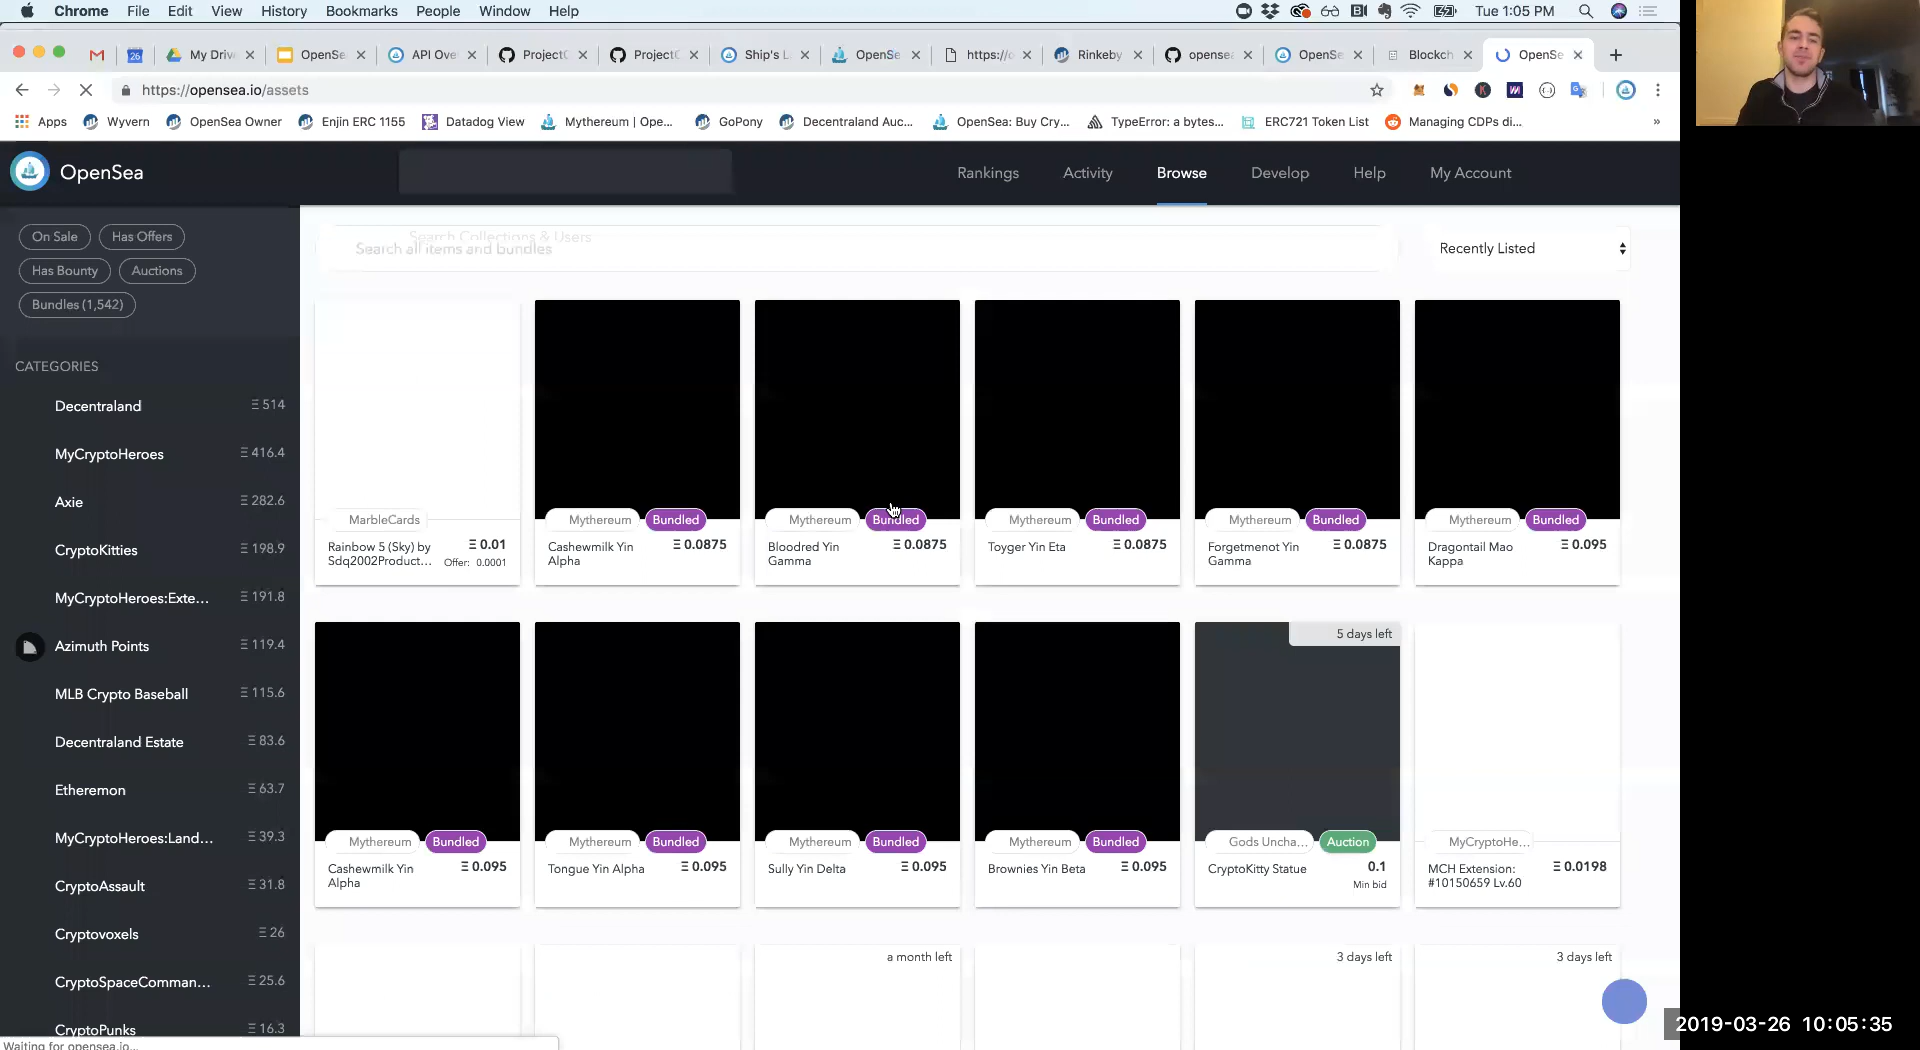 Chrome File Edit View History Bookmarks People Window Help Tue 1:05 PM
26 My Driv OpenSe API Ove Project Project Ship's L OpenSe https://o Rinkeby opensea OpenSe Blockch OpenSe
https://opensea.io/assets
Apps Wyvern OpenSea Owner Enjin ERC 1155 Datadog View Mythereum | Ope... GoPony Decentraland Auc... OpenSea: Buy Cry... TypeError: a bytes... ERC721 Token List Managing CDPs di... »
OpenSea Rankings Activity Browse Develop Help My Account
On Sale Has Offers
Has Bounty Auctions
Bundles (1,542)
Search Collections & Users
Search all items and bundles
Recently Listed
CATEGORIES
Decentraland Ξ 514
MyCryptoHeroes Ξ 416.4
Axie Ξ 282.6
CryptoKitties Ξ 198.9
MyCryptoHeroes:Exte... Ξ 191.8
Azimuth Points Ξ 119.4
MLB Crypto Baseball Ξ 115.6
Decentraland Estate Ξ 83.6
Etheremon Ξ 63.7
MyCryptoHeroes:Land... Ξ 39.3
CryptoAssault Ξ 31.8
Cryptovoxels Ξ 26
CryptoSpaceComman... Ξ 25.6
CryptoPunks Ξ 16.3
MarbleCards
Rainbow 5 (Sky) by Ξ 0.01
Sdq2002Product... Offer: 0.0001
Mythereum Bundled
Cashewmilk Yin Ξ 0.0875
Alpha
Mythereum Bundled
Bloodred Yin Ξ 0.0875
Gamma
Mythereum Bundled
Toyger Yin Eta Ξ 0.0875
Mythereum Bundled
Forgetmenot Yin Ξ 0.0875
Gamma
Mythereum Bundled
Dragontail Mao Ξ 0.095
Kappa
Mythereum Bundled
Cashewmilk Yin Ξ 0.095
Alpha
Mythereum Bundled
Tongue Yin Alpha Ξ 0.095
Mythereum Bundled
Sully Yin Delta Ξ 0.095
Mythereum Bundled
Brownies Yin Beta Ξ 0.095
5 days left
Gods Uncha... Auction
CryptoKitty Statue 0.1
Min bid
MyCryptoHe...
MCH Extension: Ξ 0.0198
#10150659 Lv.60
a month left
3 days left
3 days left
Waiting for opensea.io...
2019-03-26 10:05:35